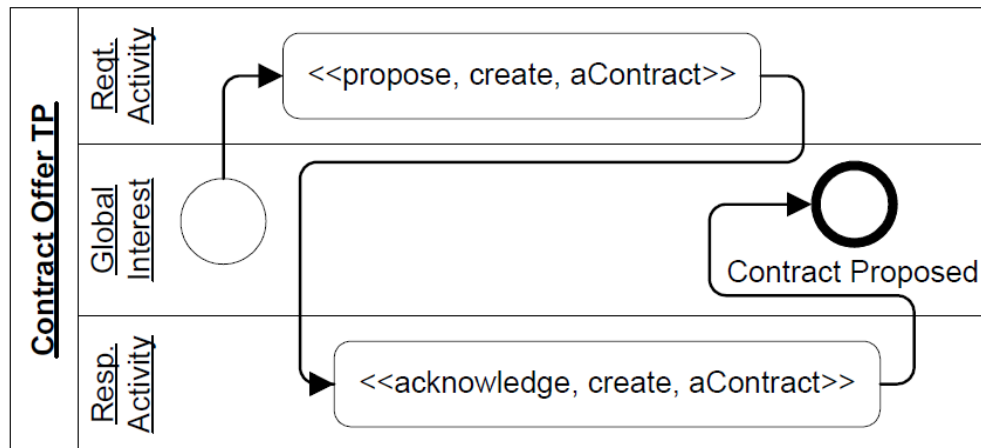 Contract Offer TP
Reqt.
Activity
<<propose, create, aContract>>
Global
Interest
Contract Proposed
Resp.
Activity
<<acknowledge, create, aContract>>